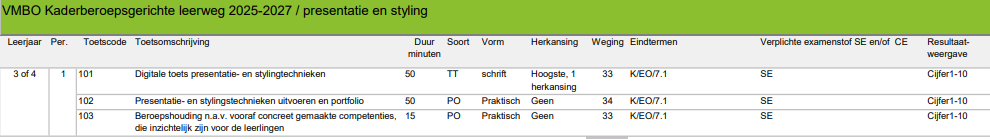 VMBO Kaderberoepsgerichte leerweg 2025-2027 / presentatie en styling
Leerjaar Per. Toetscode Toetsomschrijving Duur minuten Soort Vorm Herkansing Weging Eindtermen Verplichte examenstof SE en/of CE Resultaat-weergave
3 of 4 1 101 Digitale toets presentatie- en stylingtechnieken 50 TT schrift Hoogste, 1 herkansing 33 K/EO/7.1 SE Cijfer1-10
102 Presentatie- en stylingstechnieken uitvoeren en portfolio 50 PO Praktisch Geen 34 K/EO/7.1 SE Cijfer1-10
103 Beroepshouding n.a.v. vooraf concreet gemaakte competenties, 15 PO Praktisch Geen 33 K/EO/7.1 SE Cijfer1-10
die inzichtelijk zijn voor de leerlingen